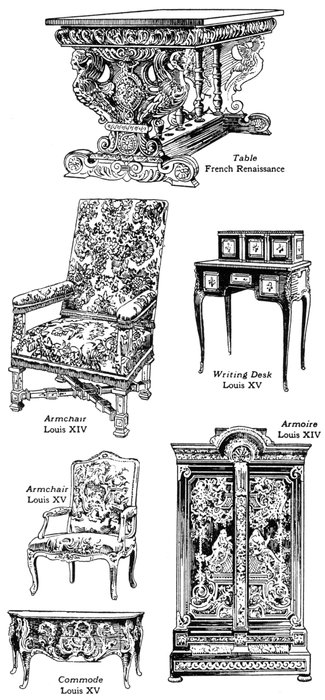 Table
French Renaissance
Armchair
Louis XIV
Writing Desk
Louis XV
Armoire
Louis XIV
Armchair
Louis XV
Commode
Louis XV